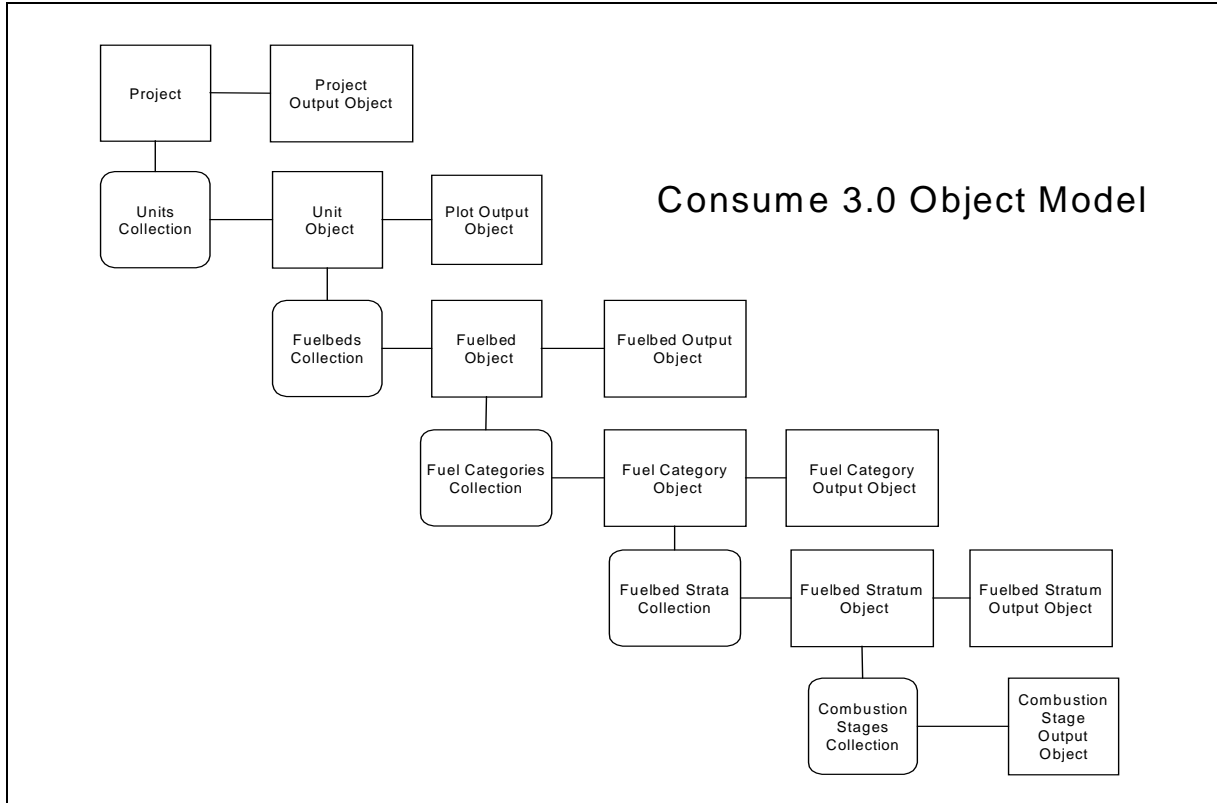 Project
Project
Output Object
Units
Collection
Unit
Object
Plot Output
Object
Consume 3.0 Object Model
Fuelbeds
Collection
Fuelbed
Object
Fuelbed Output
Object
Fuel Categories
Collection
Fuel Category
Object
Fuel Category
Output Object
Fuelbed Strata
Collection
Fuelbed Stratum
Object
Fuelbed Stratum
Output Object
Combustion
Stages
Collection
Combustion
Stage
Output
Object